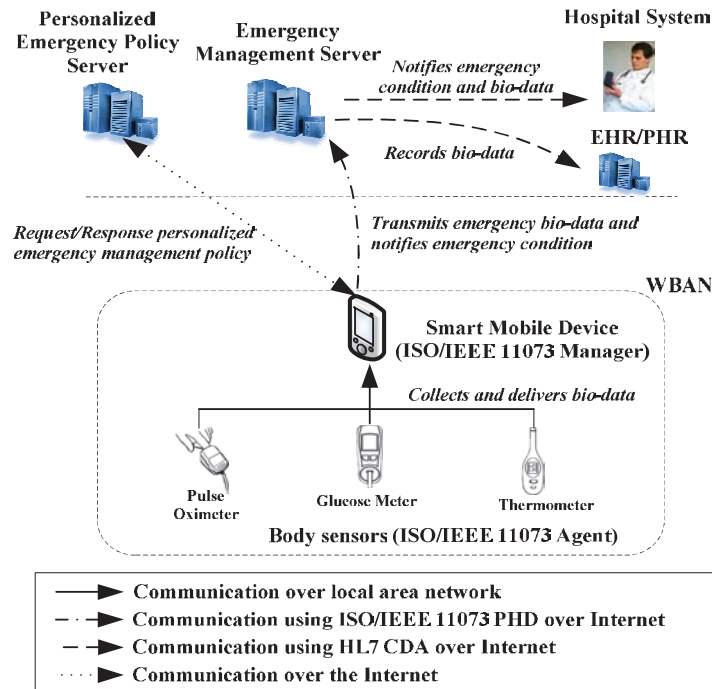 Personalized
Emergency Policy
Server
Emergency
Management Server
Hospital System
Notifies emergency
condition and bio-data
EHR/PHR
Records bio-data
Request/Response personalized
emergency management policy
Transmits emergency bio-data and
notifies emergency condition
WBAN
Smart Mobile Device
(ISO/IEEE 11073 Manager)
Collects and delivers bio-data
Pulse
Oximeter
Glucose Meter
Thermometer
Body sensors (ISO/IEEE 11073 Agent)
Communication over local area network
Communication using ISO/IEEE 11073 PHD over Internet
Communication using HL7 CDA over Internet
Communication over the Internet